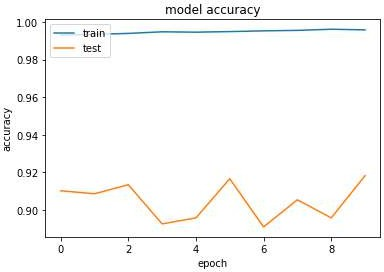 model accuracy
1.00
0.98
0.96
0.94
0.92
0.90
accuracy
train
test
0 2 4 6 8
epoch